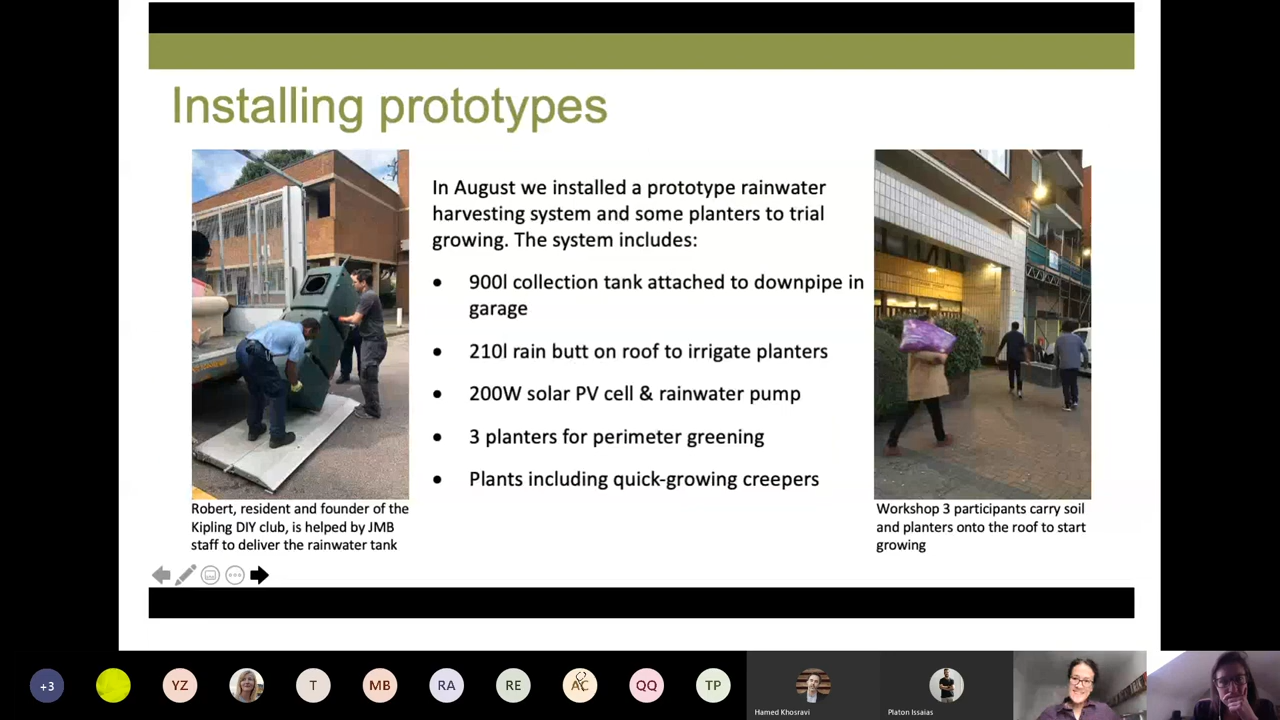 Installing prototypes
In August we installed a prototype rainwater
harvesting system and some planters to trial
growing. The system includes:
• 900l collection tank attached to downpipe in
garage
• 210l rain butt on roof to irrigate planters
• 200W solar PV cell & rainwater pump
• 3 planters for perimeter greening
• Plants including quick-growing creepers
Robert, resident and founder of the
Kipling DIY club, is helped by JMB
staff to deliver the rainwater tank
Workshop 3 participants carry soil
and planters onto the roof to start
growing
+3 YZ T MB RA RE AC QQ TP
Hamed Khosravi
Platon Issaias